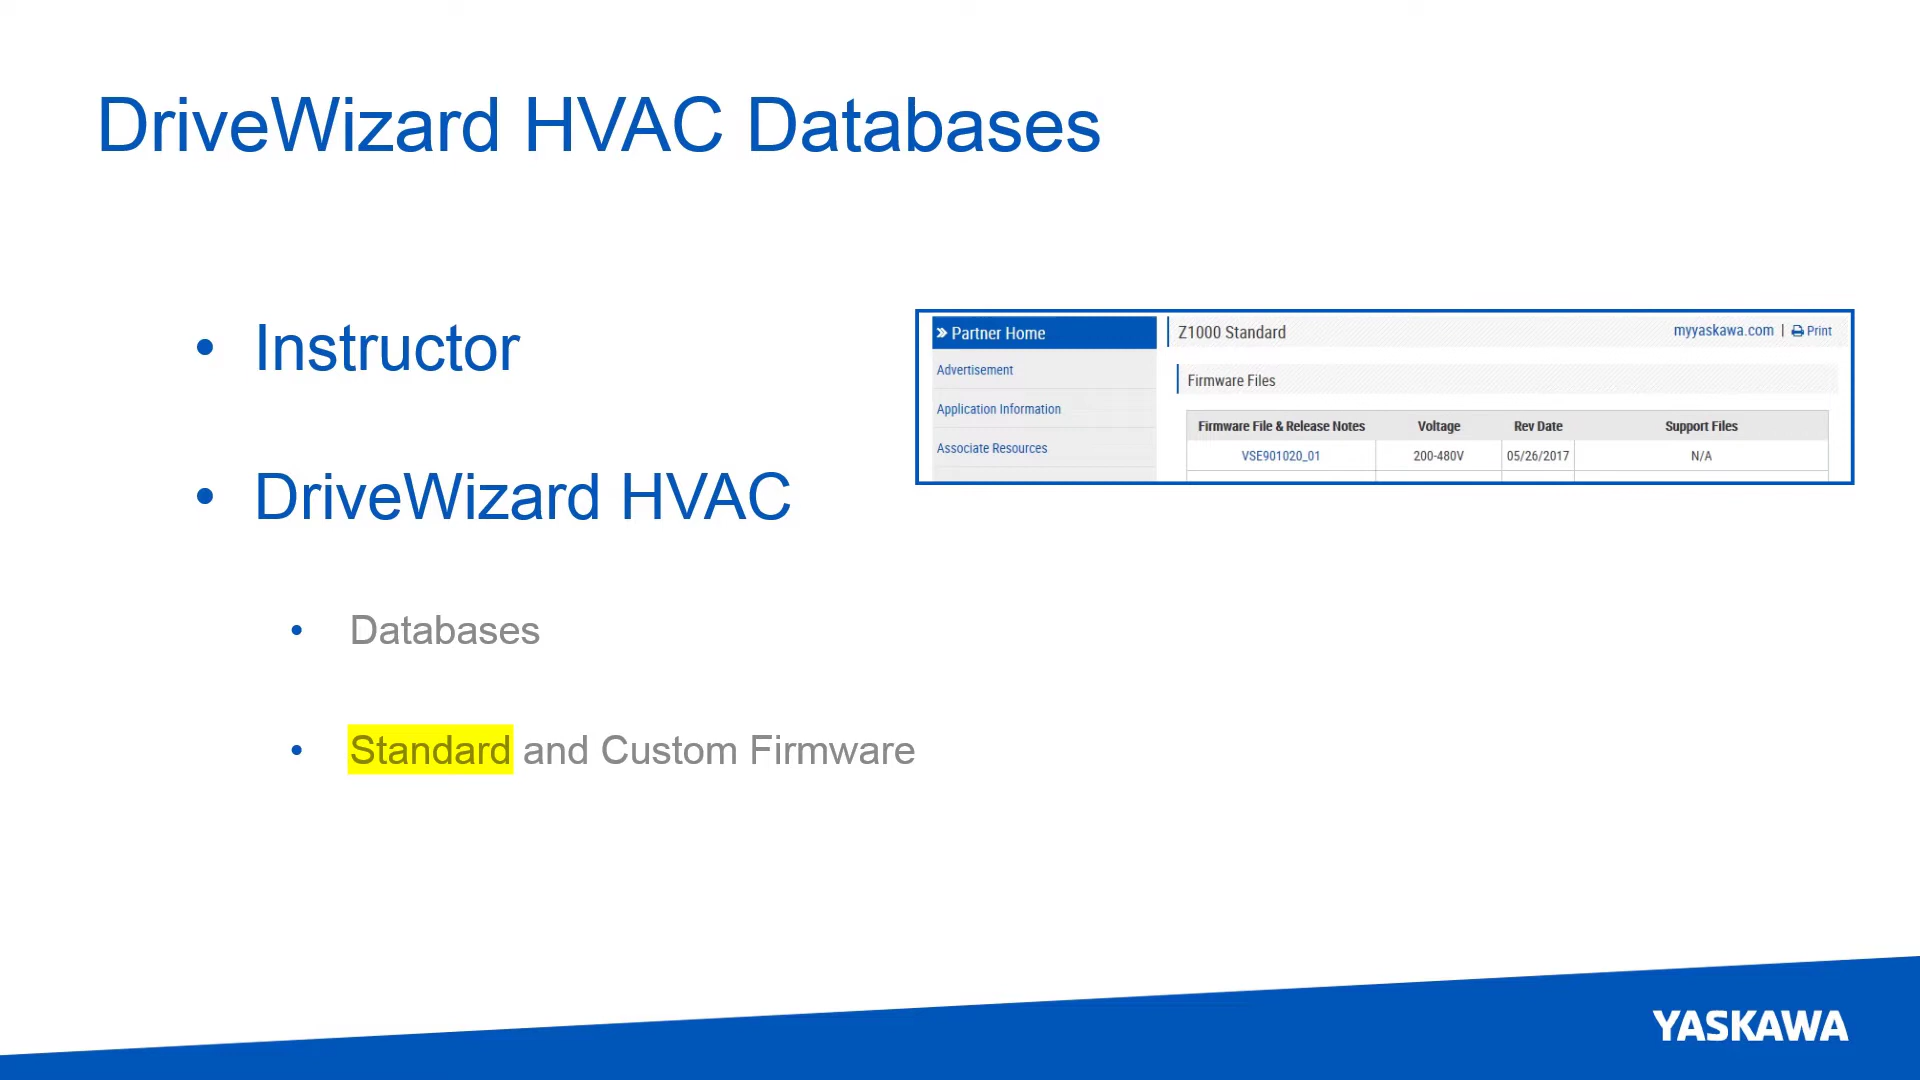 DriveWizard HVAC Databases
• Instructor
• DriveWizard HVAC
• Databases
• Standard and Custom Firmware
» Partner Home
Advertisement
Application Information
Associate Resources
Z1000 Standard
myyaskawa.com | Print
Firmware Files
Firmware File & Release Notes Voltage Rev Date Support Files
VSE901020_01 200-480V 05/26/2017 N/A
YASKAWA